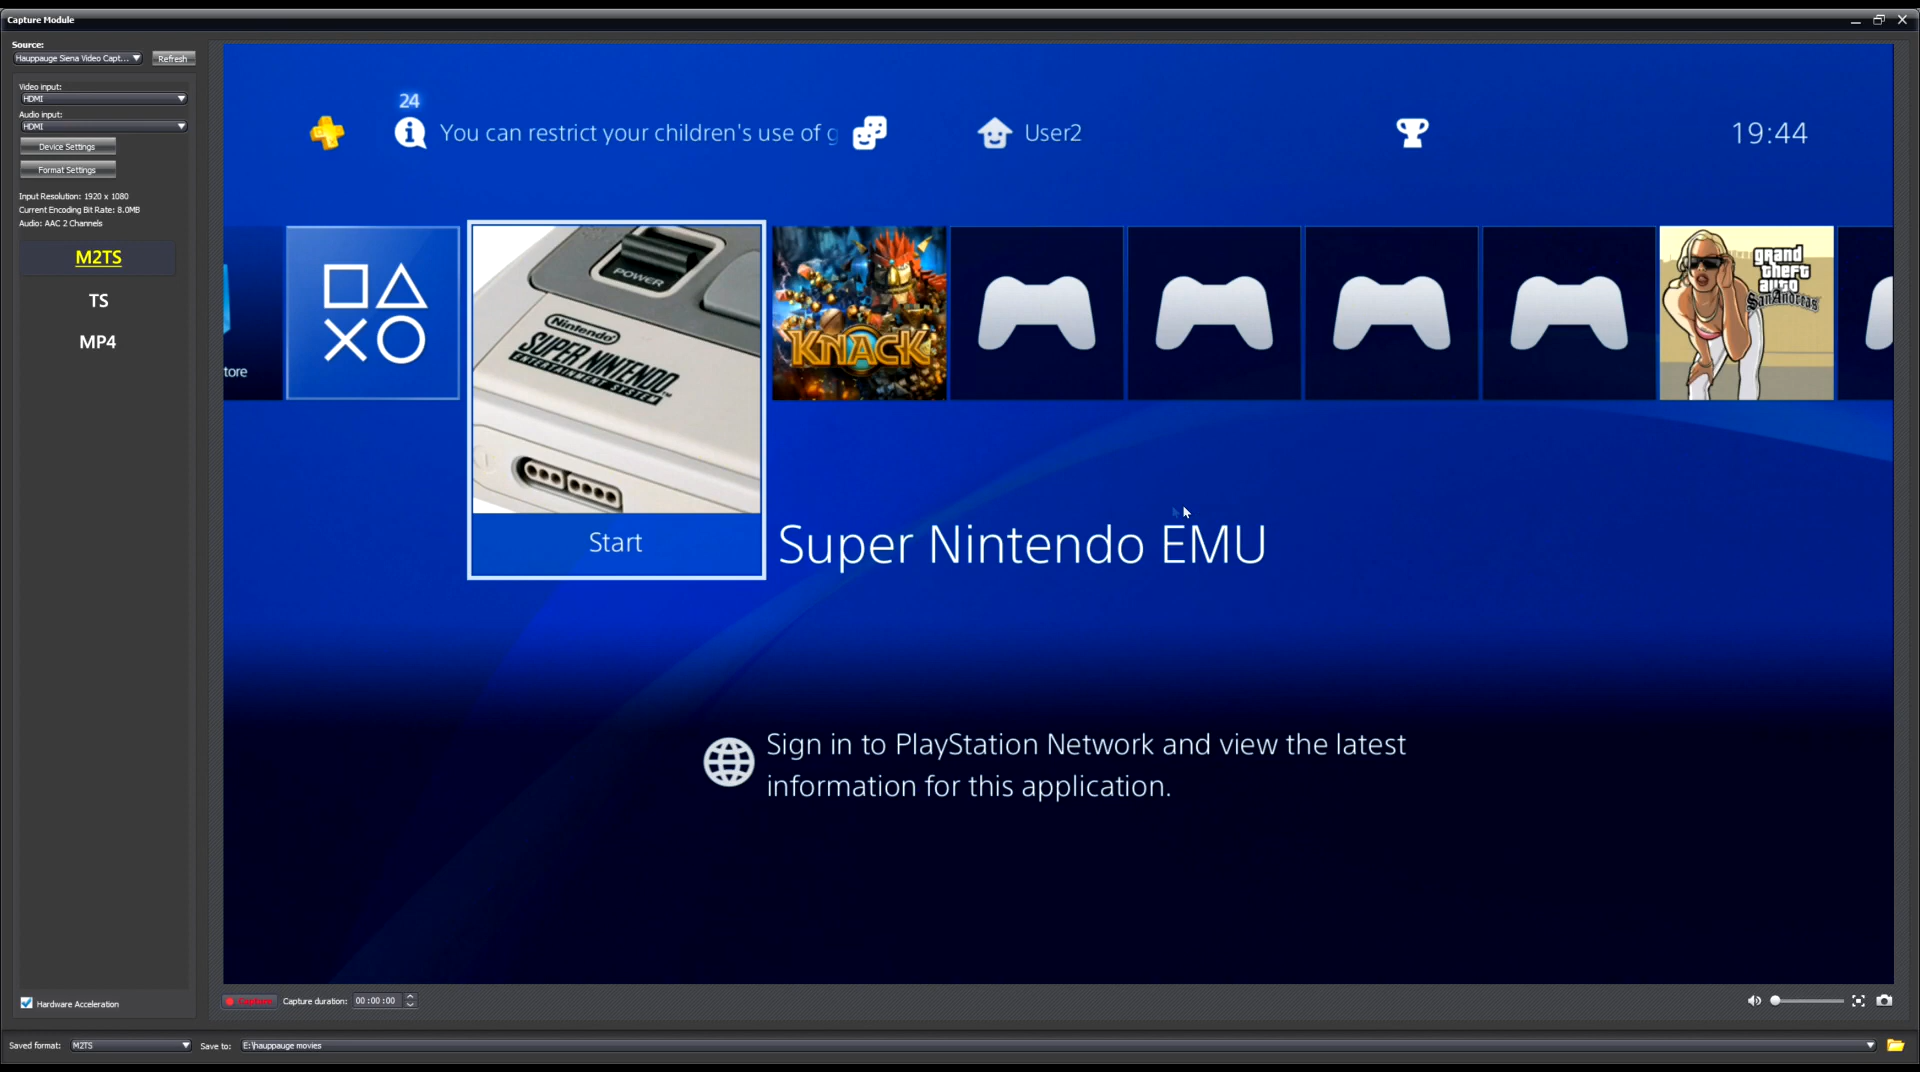 Capture Module
Source:
Hauppauge Siena Video Capt...
Refresh
Video input:
HDMI
Audio input:
HDMI
Device Settings
Format Settings
Input Resolution: 1920 x 1080
Current Encoding Bit Rate: 8.0MB
Audio: AAC 2 Channels
M2TS
TS
MP4
Hardware Acceleration
24
You can restrict your children's use of g
User2
19:44
tore
POWER
Nintendo
SUPER NINTENDO
ENTERTAINMENT SYSTEM
KNACK
grand
theft
auto
SanAndreas
Start
Super Nintendo EMU
Sign in to PlayStation Network and view the latest
information for this application.
Capture
Capture duration: 00:00:00
Saved format: M2TS
Save to: E:\hauppauge movies